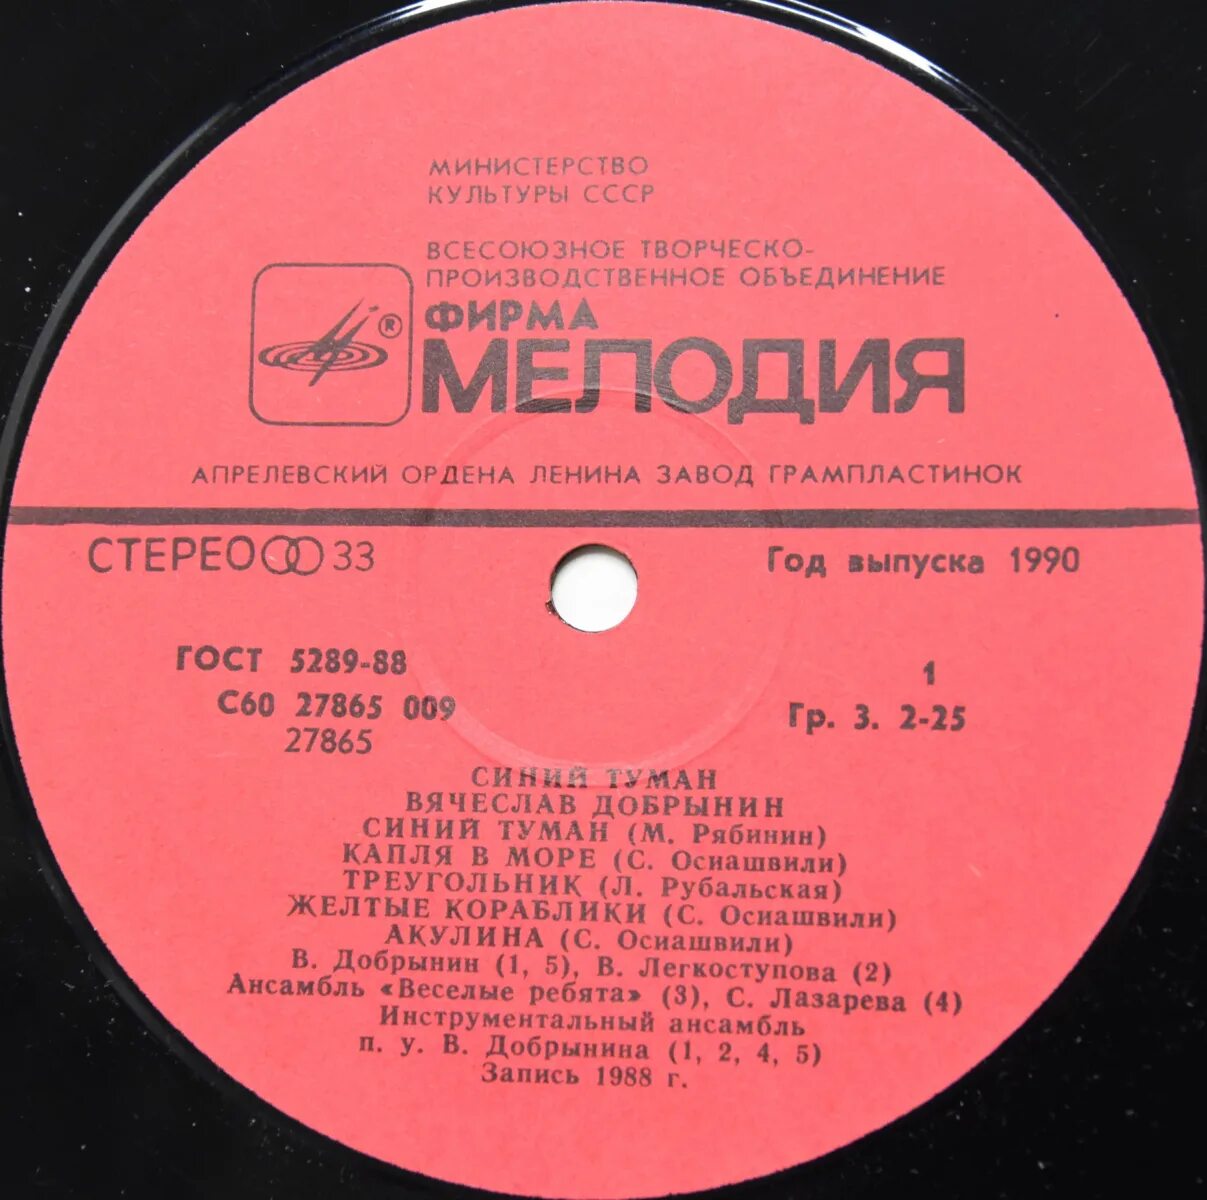 МИНИСТЕРСТВО
КУЛЬТУРЫ СССР
ВСЕСОЮЗНОЕ ТВОРЧЕСКО-
ПРОИЗВОДСТВЕННОЕ ОБЪЕДИНЕНИЕ
ФИРМА
®
МЕЛОДИЯ
АПРЕЛЕВСКИЙ ОРДЕНА ЛЕНИНА ЗАВОД ГРАМПЛАСТИНОК
СТЕРЕО 33
Год выпуска 1990
ГОСТ 5289-88
С60 27865 009
27865
1
Гр. 3. 2-25
СИНИЙ ТУМАН
ВЯЧЕСЛАВ ДОБРЫНИН
СИНИЙ ТУМАН (М. Рябинин)
КАПЛЯ В МОРЕ (С. Осиашвили)
ТРЕУГОЛЬНИК (Л. Рубальская)
ЖЕЛТЫЕ КОРАБЛИКИ (С. Осиашвили)
АКУЛИНА (С. Осиашвили)
В. Добрынин (1, 5), В. Легкоступова (2)
Ансамбль «Веселые ребята» (3), С. Лазарева (4)
Инструментальный ансамбль
п. у. В. Добрынина (1, 2, 4, 5)
Запись 1988 г.